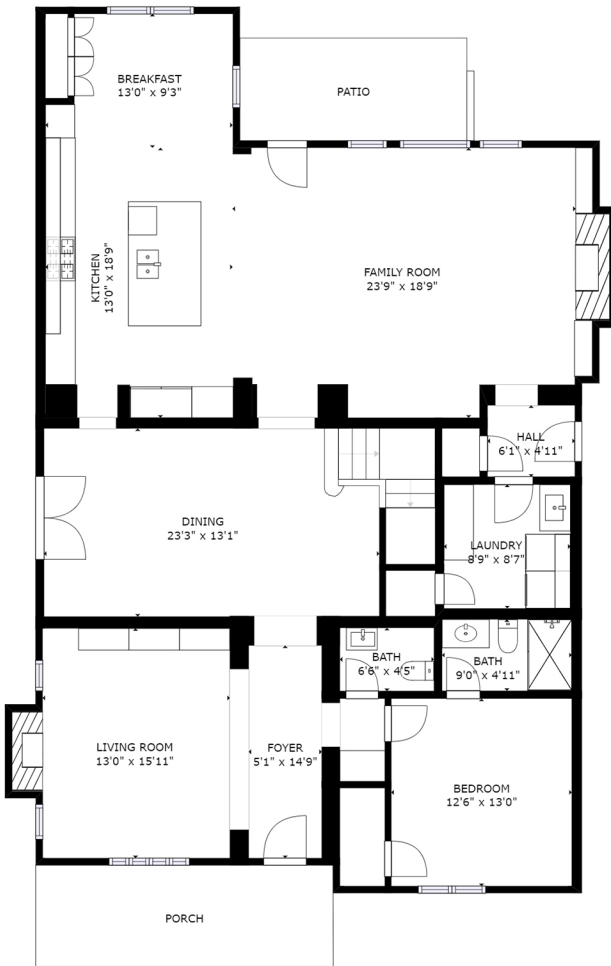 BREAKFAST
13'0" x 9'3"
PATIO
KITCHEN
13'0" x 18'9"
FAMILY ROOM
23'9" x 18'9"
HALL
6'1" x 4'11"
DINING
23'3" x 13'1"
LAUNDRY
8'9" x 8'7"
BATH
6'6" x 4'5"
BATH
9'0" x 4'11"
LIVING ROOM
13'0" x 15'11"
FOYER
5'1" x 14'9"
BEDROOM
12'6" x 13'0"
PORCH